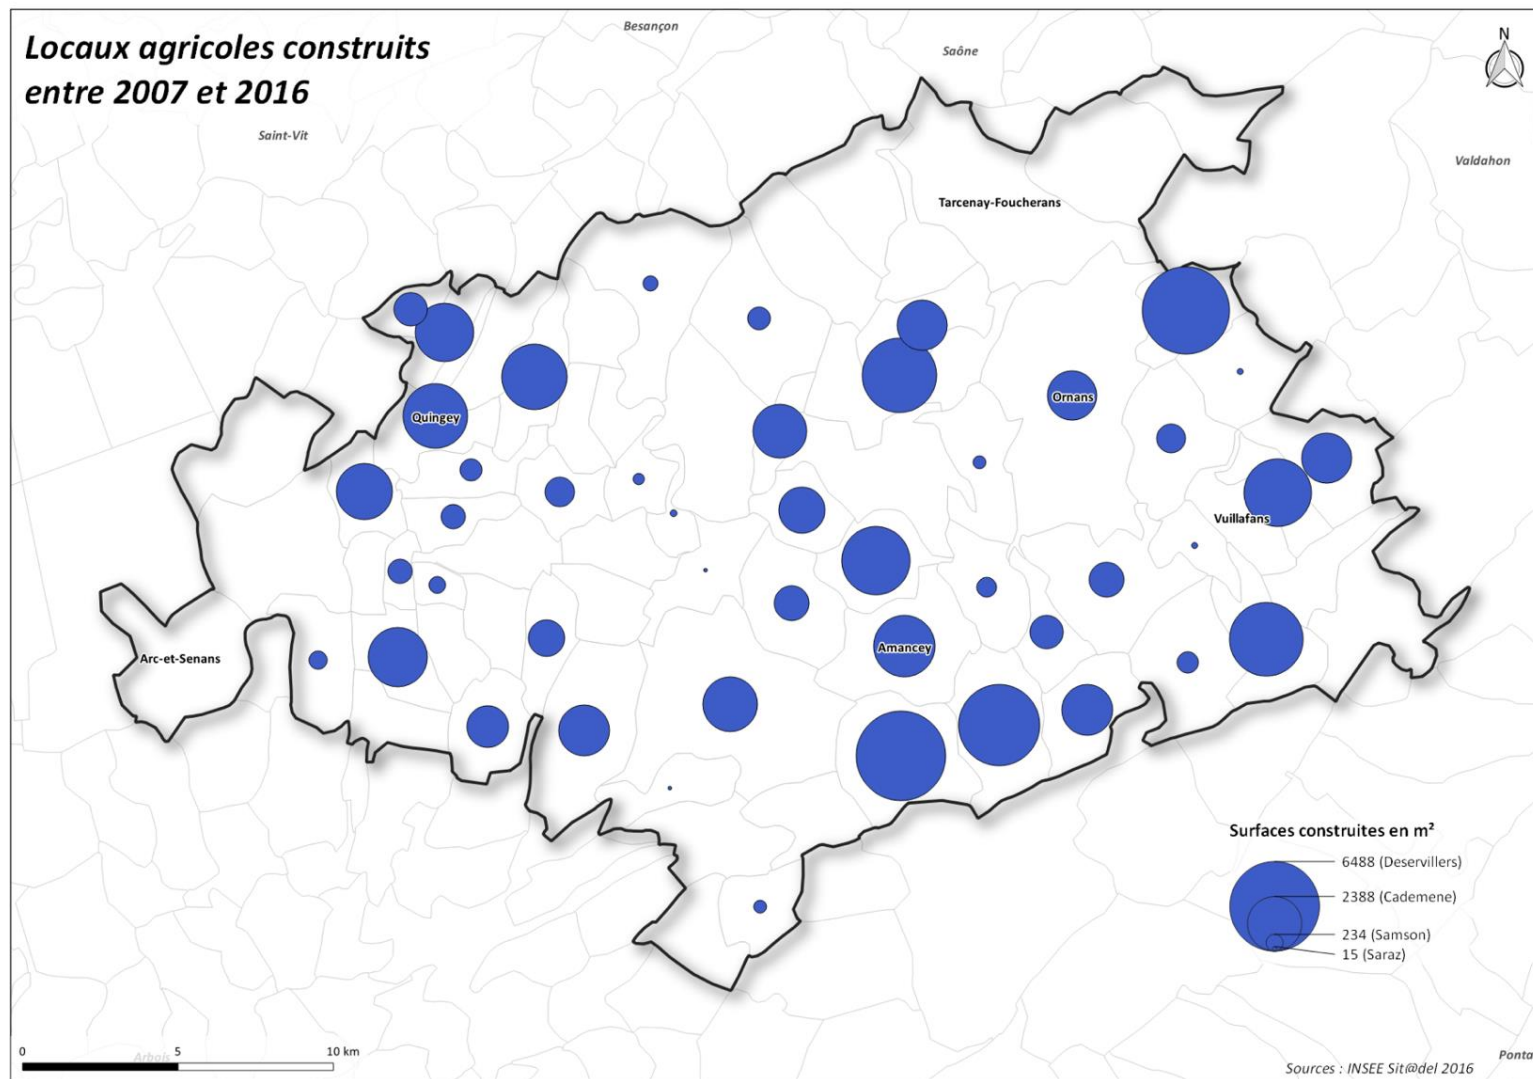 Locaux agricoles construits
entre 2007 et 2016
Besançon
Saône
N
Saint-Vit
Valdahon
Tarcenay-Foucherans
Ornans
Quingey
Vuillafans
Amancey
Arc-et-Senans
Surfaces construites en m²
6488 (Deservillers)
2388 (Cademene)
234 (Samson)
15 (Saraz)
0 5 10 km
Arbois
Ponta
Sources : INSEE Sit@del 2016